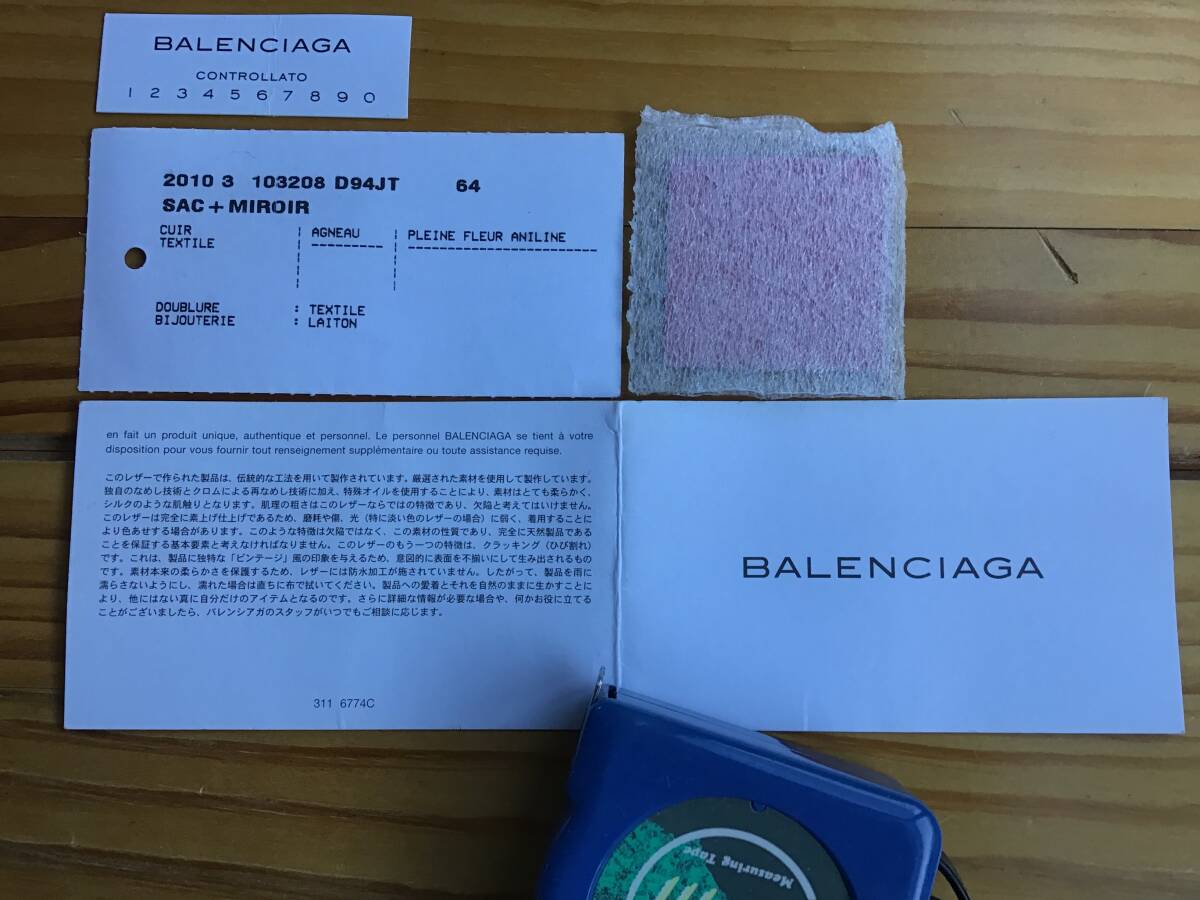 BALENCIAGA
CONTROLLATO
1 2 3 4 5 6 7 8 9 0
2010 3 103208 D94JT 64
SAC+MIROIR
CUIR AGNEAU PLEINE FLEUR ANILINE
TEXTILE
DOUBLURE : TEXTILE
BIJOUTERIE : LAITON
en fait un produit unique, authentique et personnel. Le personnel BALENCIAGA se tient à votre
disposition pour vous fournir tout renseignement supplémentaire ou toute assistance requise.
このレザーで作られた製品は、伝統的な工法を用いて製作されています。厳選された素材を使用して製作しています。
独自のなめし技術とクロムによる再なめし技術に加え、特殊オイルを使用することにより、素材はとても柔らかく、
シルクのような肌触りとなります。肌理の粗さはこのレザーならではの特徴であり、欠陥と考えてはいけません。
このレザーは完全に素上げ仕上げであるため、磨耗や傷、光（特に淡い色のレザーの場合）に弱く、着用することに
より色あせする場合があります。このような特徴は欠陥ではなく、この素材の性質であり、完全に天然製品である
ことを保証する基本要素と考えなければなりません。このレザーのもう一つの特徴は、クラッキング（ひび割れ）
です。これは、製品に独特な「ビンテージ」風の印象を与えるため、意図的に表面を不揃いにして生み出されるもの
です。素材本来の柔らかさを保護するため、レザーには防水加工が施されていません。したがって、製品を雨に
濡らさないようにし、濡れた場合は直ちに布で拭いてください。製品への愛着とそれを自然のままに生かすことに
より、他にはない真に自分だけのアイテムとなるのです。さらに詳細な情報が必要な場合や、何かお役に立てる
ことがございましたら、バレンシアガのスタッフがいつでもご相談に応じます。
311 6774C
BALENCIAGA
Measuring Tape